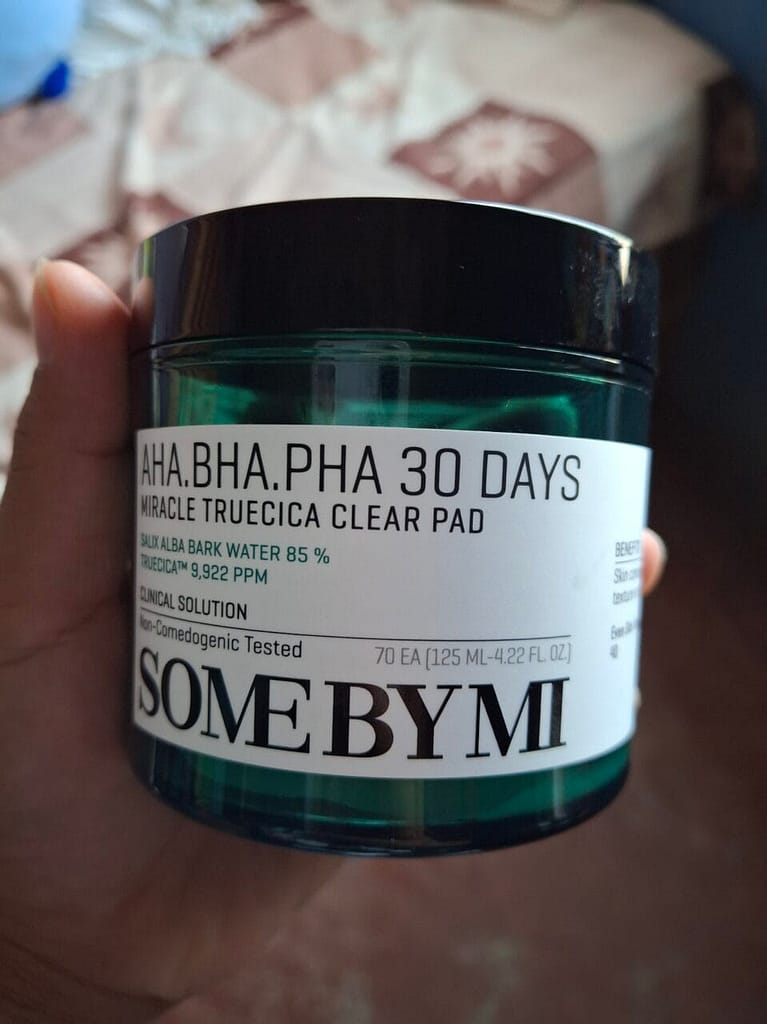 AHA.BHA.PHA 30 DAYS
MIRACLE TRUECICA CLEAR PAD
SALIX ALBA BARK WATER 85 %
TRUECICA™ 9,922 PPM
CLINICAL SOLUTION
Non-Comedogenic Tested
70 EA [125 ML-4.22 FL. OZ.]
SOME BY MI
Skin